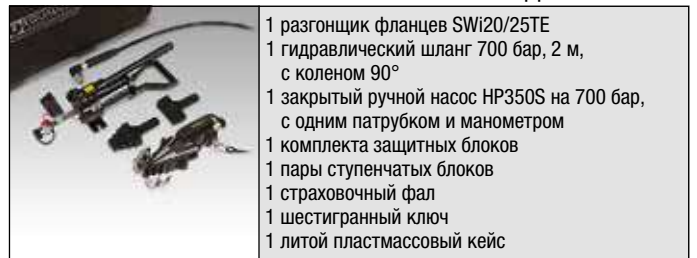 1 разгонщик фланцев SWi20/25TE
1 гидравлический шланг 700 бар, 2 м,
с коленом 90°
1 закрытый ручной насос HP350S на 700 бар,
с одним патрубком и манометром
1 комплекта защитных блоков
1 пары ступенчатых блоков
1 страховочный фал
1 шестигранный ключ
1 литой пластмассовый кейс